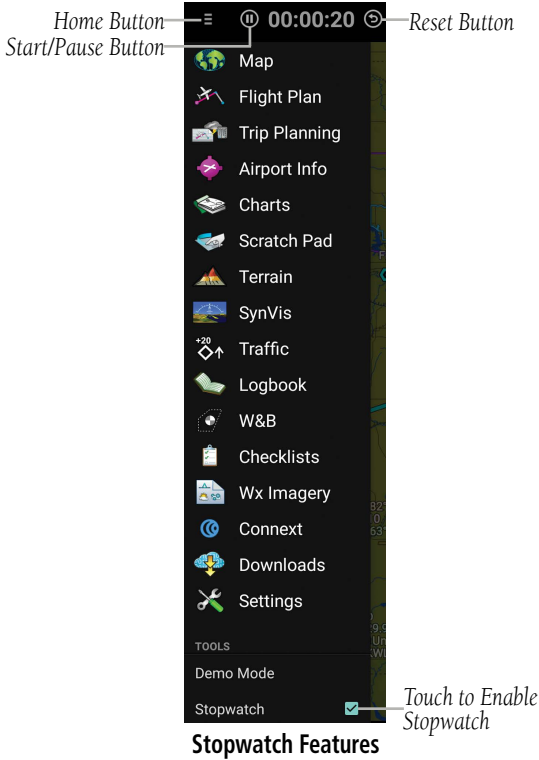 Home Button
00:00:20
Reset Button
Start/Pause Button
Map
Flight Plan
Trip Planning
Airport Info
Charts
Scratch Pad
Terrain
SynVis
+20
Traffic
Logbook
W&B
Checklists
Wx Imagery
Connext
Downloads
Settings
TOOLS
Demo Mode
Stopwatch
Touch to Enable
Stopwatch
Stopwatch Features